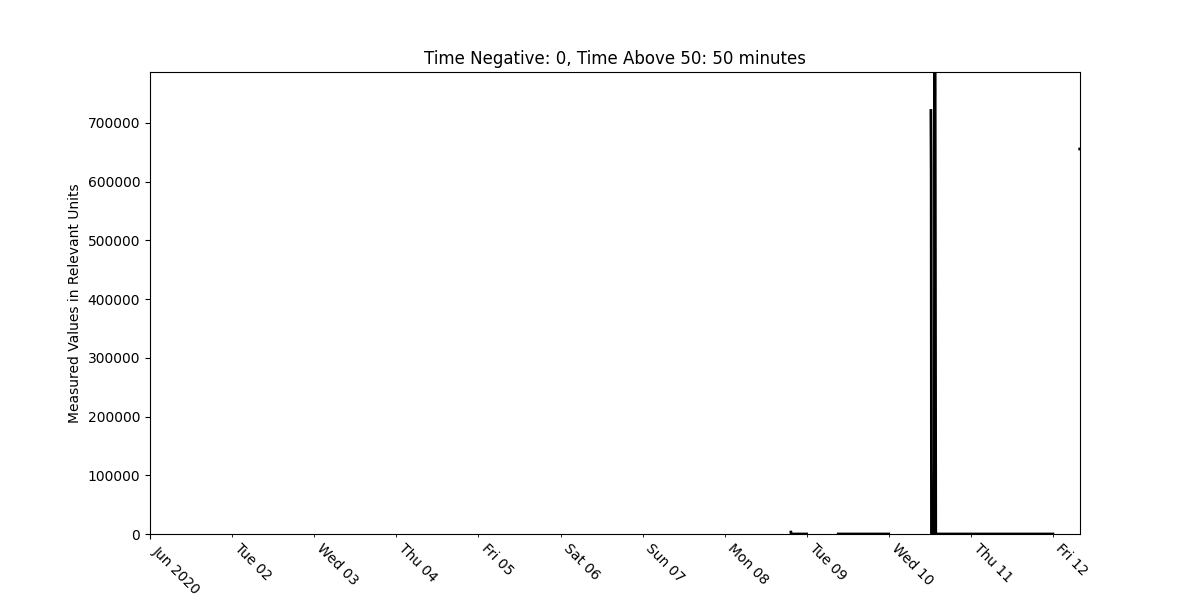 Time Negative: 0, Time Above 50: 50 minutes
Measured Values in Relevant Units
700000
600000
500000
400000
300000
200000
100000
0
Jun 2020
Tue 02
Wed 03
Thu 04
Fri 05
Sat 06
Sun 07
Mon 08
Tue 09
Wed 10
Thu 11
Fri 12